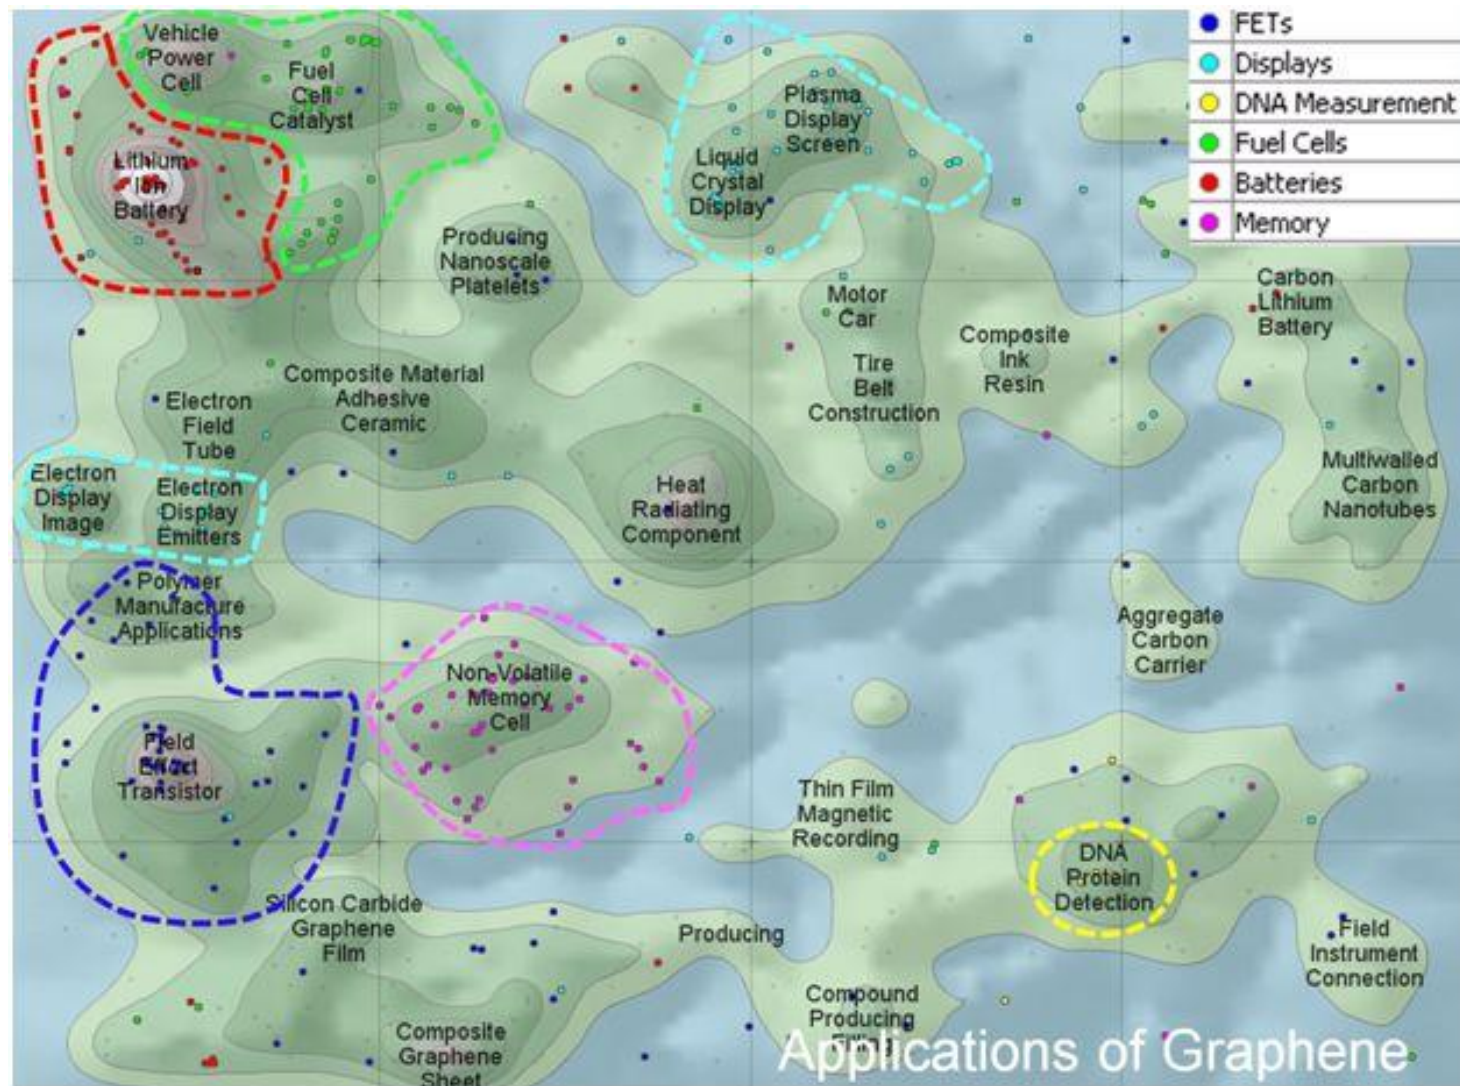 FETs
Displays
DNA Measurement
Fuel Cells
Batteries
Memory
Vehicle
Power
Cell
Fuel
Cell
Catalyst
Plasma
Display
Screen
Lithium
Ion
Battery
Liquid
Crystal
Display
Producing
Nanoscale
Platelets
Motor
Car
Carbon
Lithium
Battery
Composite
Ink
Resin
Tire
Belt
Construction
Composite Material
Adhesive
Ceramic
Electron
Field
Tube
Electron
Display
Image
Electron
Display
Emitters
Heat
Radiating
Component
Multiwalled
Carbon
Nanotubes
Polymer
Manufacture
Applications
Aggregate
Carbon
Carrier
Non-Volatile
Memory
Cell
Field
Effect
Transistor
Thin Film
Magnetic
Recording
DNA
Protein
Detection
Silicon Carbide
Graphene
Film
Producing
Field
Instrument
Connection
Compound
Producing
Filling
Composite
Graphene
Sheet
Applications of Graphene